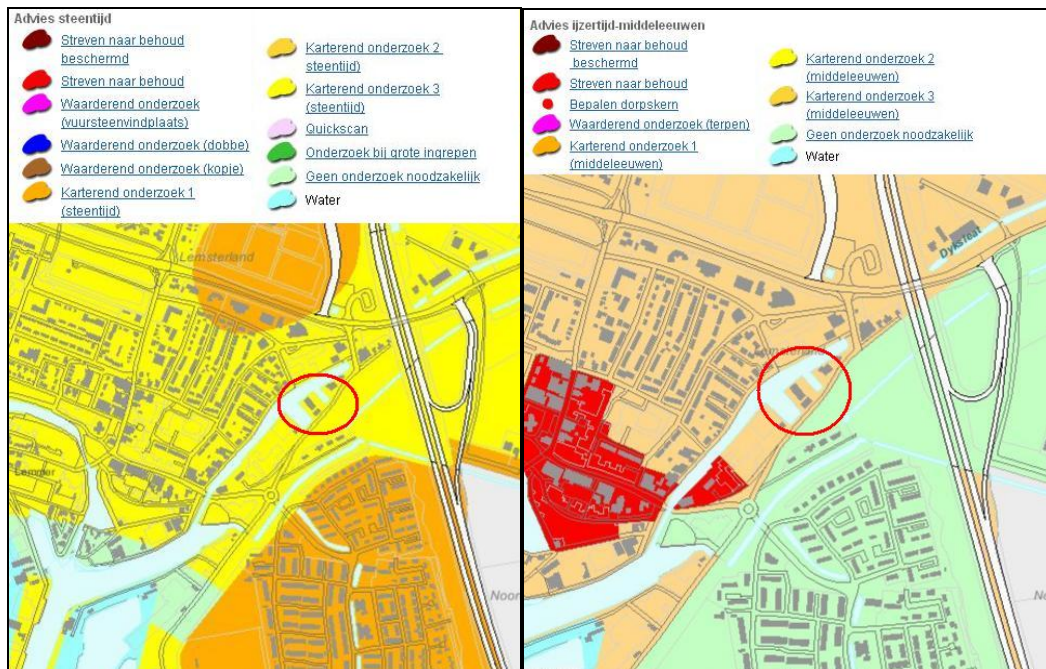 Advies steentijd
Streven naar behoud
beschermd
Streven naar behoud
Waarderend onderzoek
(vuursteenvindplaats)
Waarderend onderzoek (dobbe)
Waarderend onderzoek (kopje)
Karterend onderzoek 1
(steentijd)
Karterend onderzoek 2
steentijd)
Karterend onderzoek 3
(steentijd)
Quickscan
Onderzoek bij grote ingrepen
Geen onderzoek noodzakelijk
Water
Lemsterland
Lemmer
Noor
Advies ijzertijd-middeleeuwen
Streven naar behoud
beschermd
Streven naar behoud
Bepalen dorpskern
Waarderend onderzoek (terpen)
Karterend onderzoek 1
(middeleeuwen)
Karterend onderzoek 2
(middeleeuwen)
Karterend onderzoek 3
(middeleeuwen)
Geen onderzoek noodzakelijk
Water
Noor